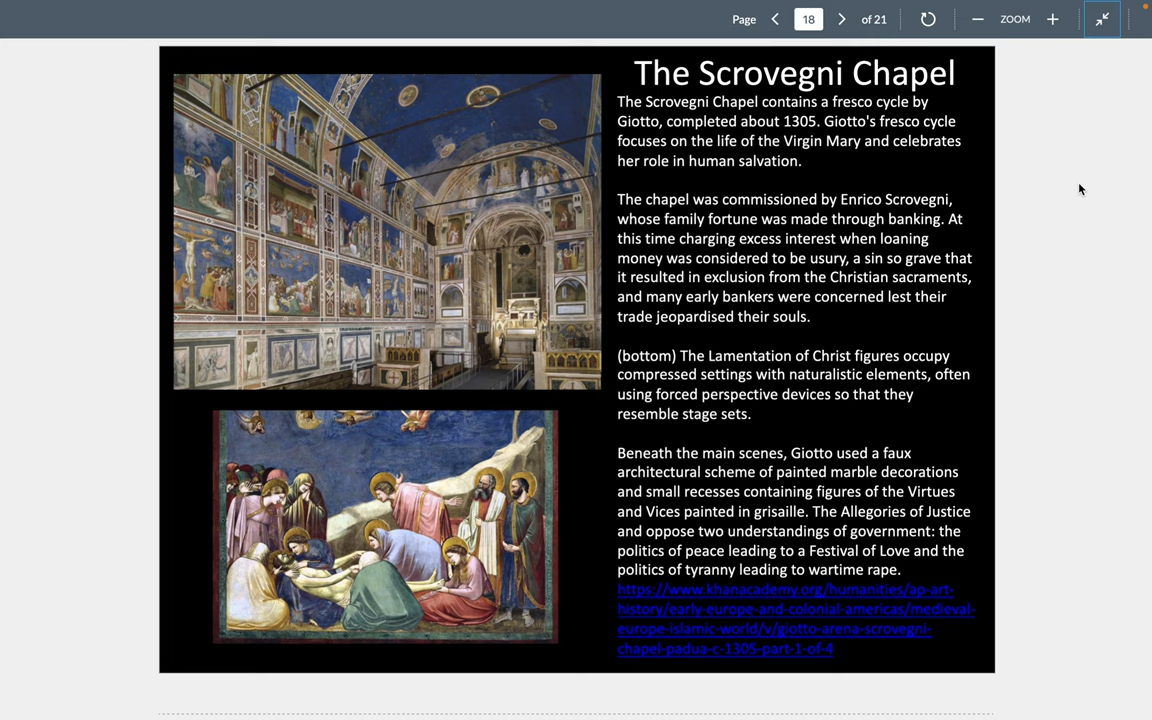 Page 18 of 21 ZOOM
The Scrovegni Chapel
The Scrovegni Chapel contains a fresco cycle by
Giotto, completed about 1305. Giotto's fresco cycle
focuses on the life of the Virgin Mary and celebrates
her role in human salvation.
The chapel was commissioned by Enrico Scrovegni,
whose family fortune was made through banking. At
this time charging excess interest when loaning
money was considered to be usury, a sin so grave that
it resulted in exclusion from the Christian sacraments,
and many early bankers were concerned lest their
trade jeopardised their souls.
(bottom) The Lamentation of Christ figures occupy
compressed settings with naturalistic elements, often
using forced perspective devices so that they
resemble stage sets.
Beneath the main scenes, Giotto used a faux
architectural scheme of painted marble decorations
and small recesses containing figures of the Virtues
and Vices painted in grisaille. The Allegories of Justice
and oppose two understandings of government: the
politics of peace leading to a Festival of Love and the
politics of tyranny leading to wartime rape.
https://www.khanacademy.org/humanities/ap-art-
history/early-europe-and-colonial-americas/medieval-
europe-islamic-world/v/giotto-arena-scrovegni-
chapel-padua-c-1305-part-1-of-4